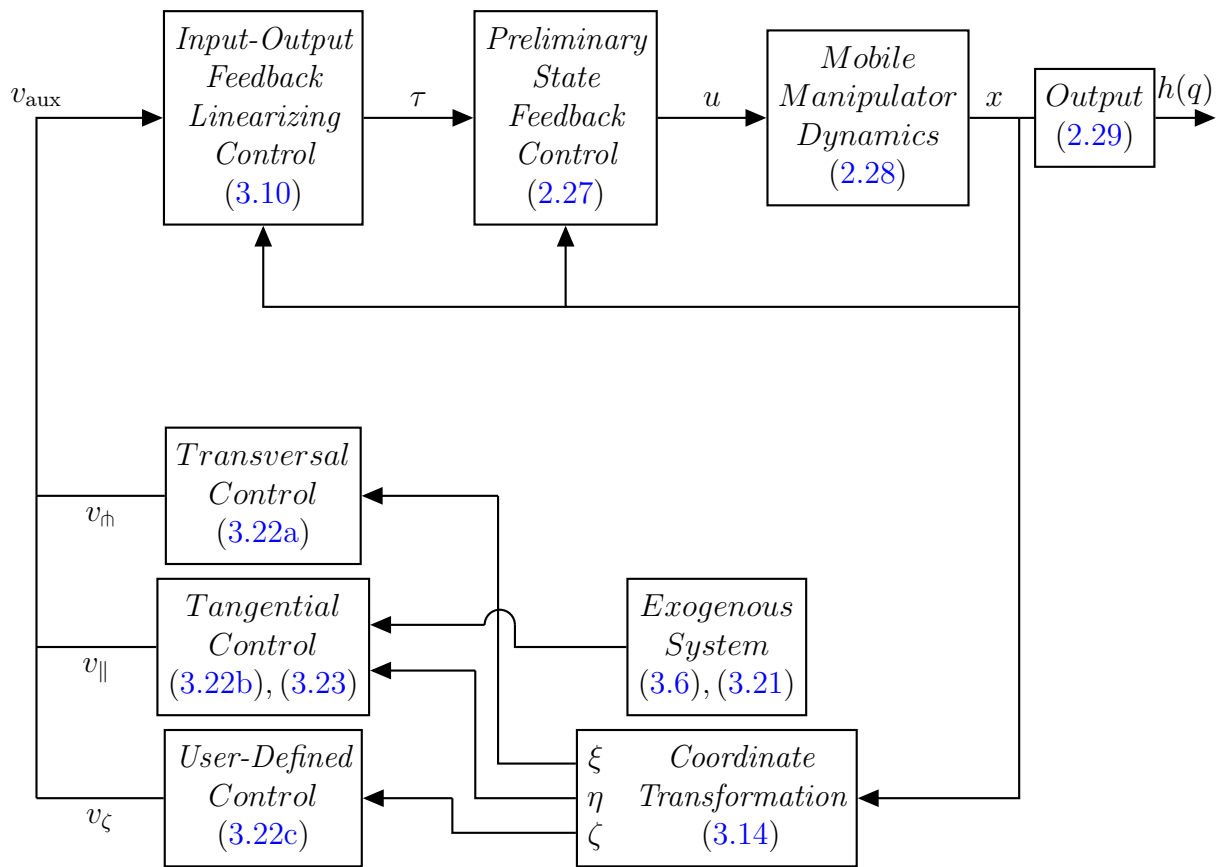 v_aux
Input-Output
Feedback
Linearizing
Control
(3.10)
τ
Preliminary
State
Feedback
Control
(2.27)
u
Mobile
Manipulator
Dynamics
(2.28)
x
Output
(2.29)
h(q)
Transversal
Control
(3.22a)
v_⋔
Tangential
Control
(3.22b), (3.23)
v_∥
Exogenous
System
(3.6), (3.21)
User-Defined
Control
(3.22c)
v_ζ
ξ
η
ζ
Coordinate
Transformation
(3.14)